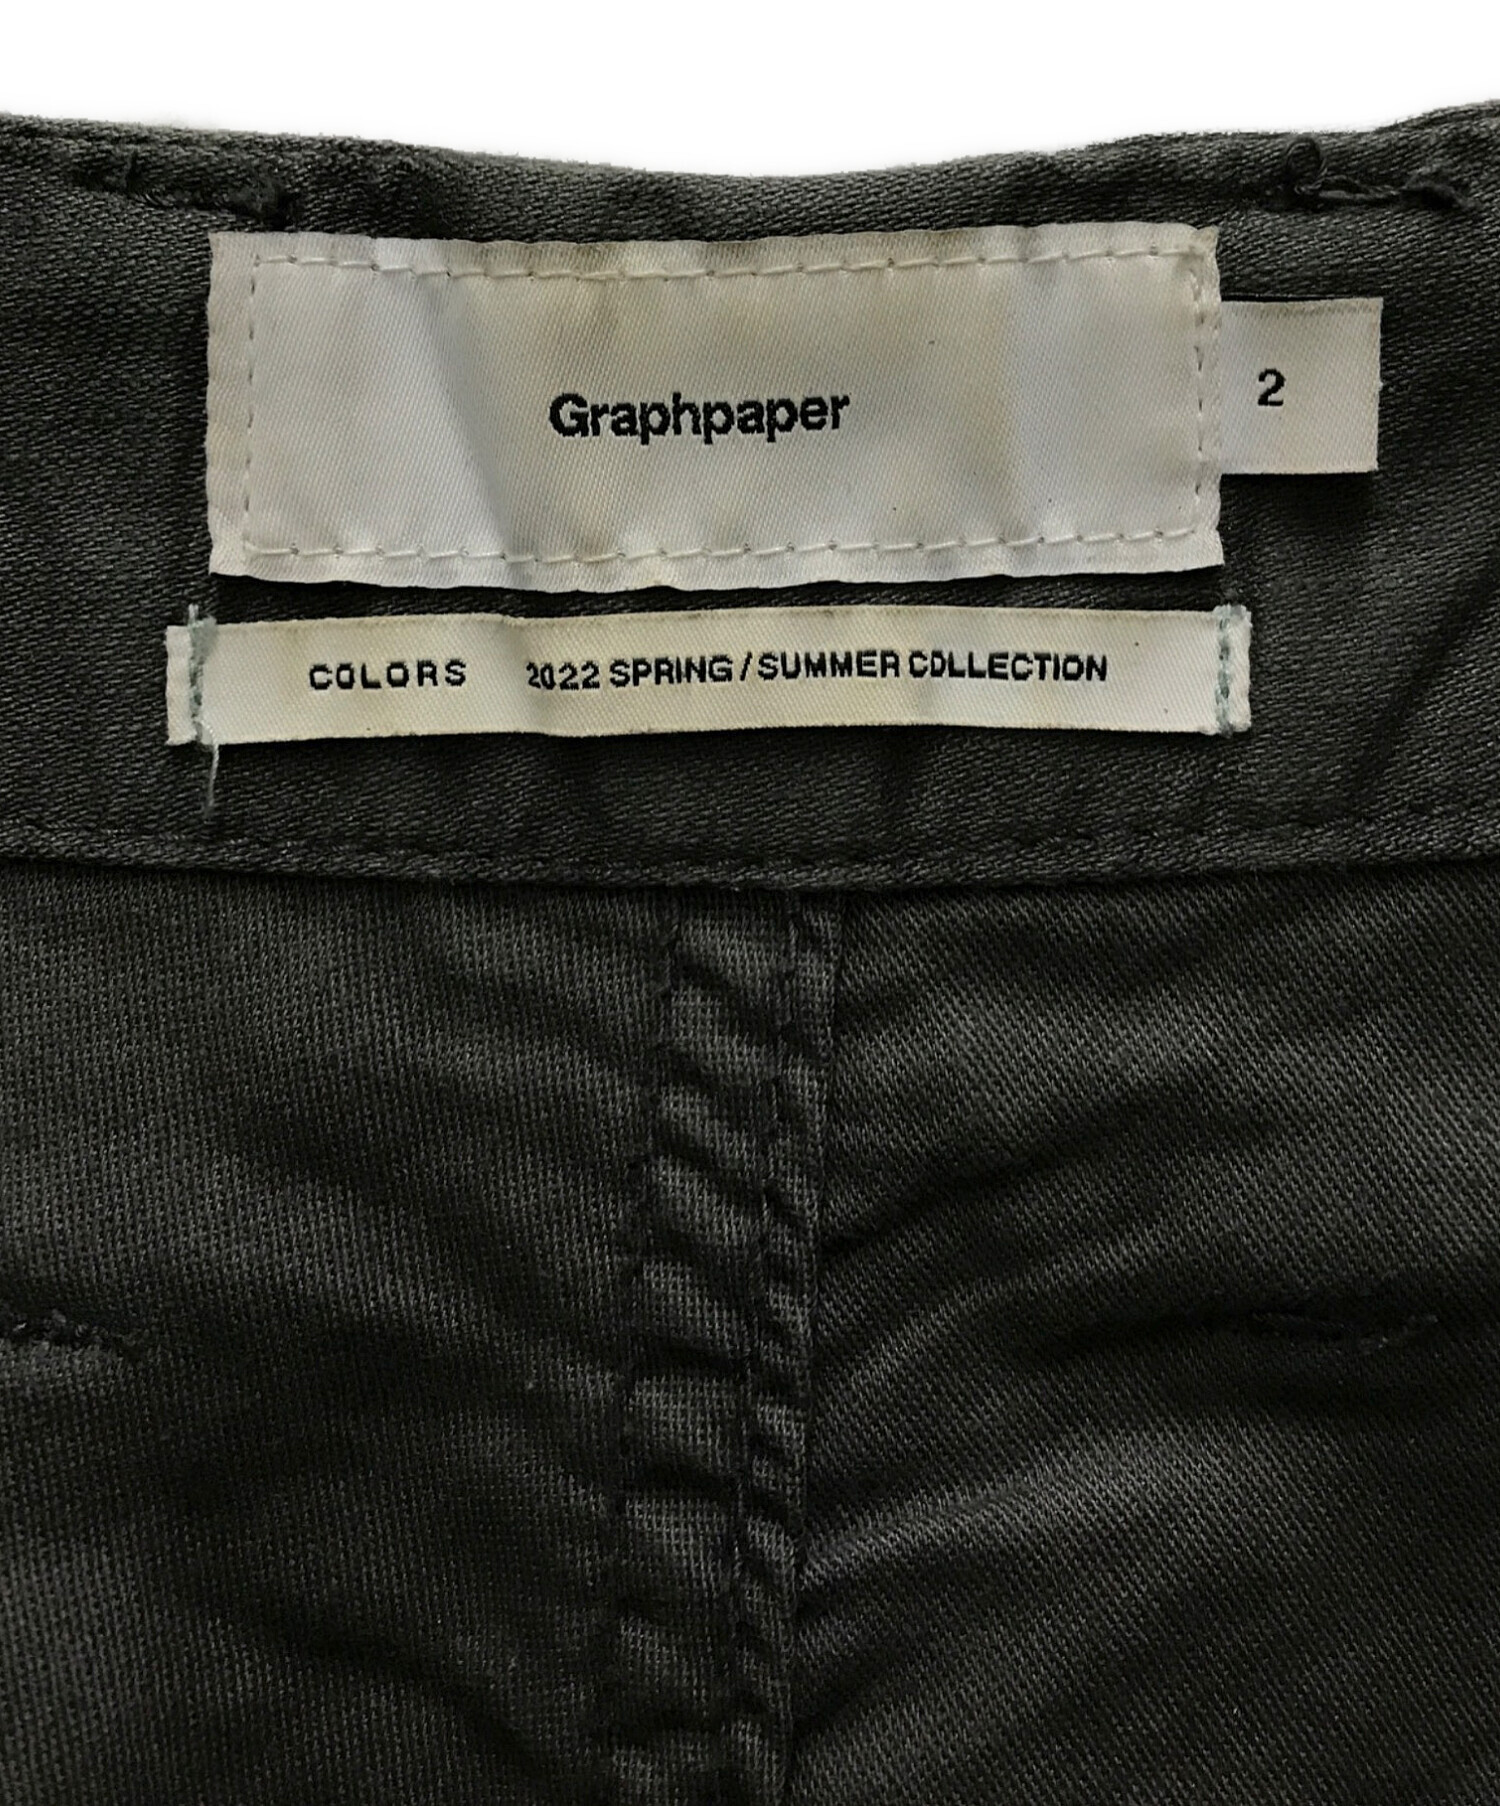 Graphpaper
2
COLORS 2022 SPRING / SUMMER COLLECTION